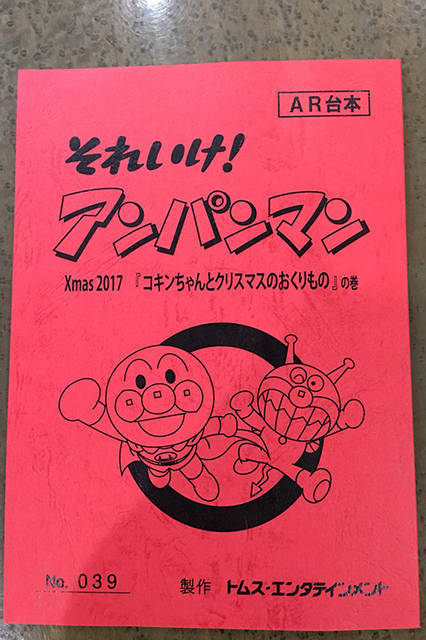 AR台本
それいけ!
アンパンマン
Xmas 2017 『コキンちゃんとクリスマスのおくりもの』の巻
No. 039
製作 トムス・エンタテインメント